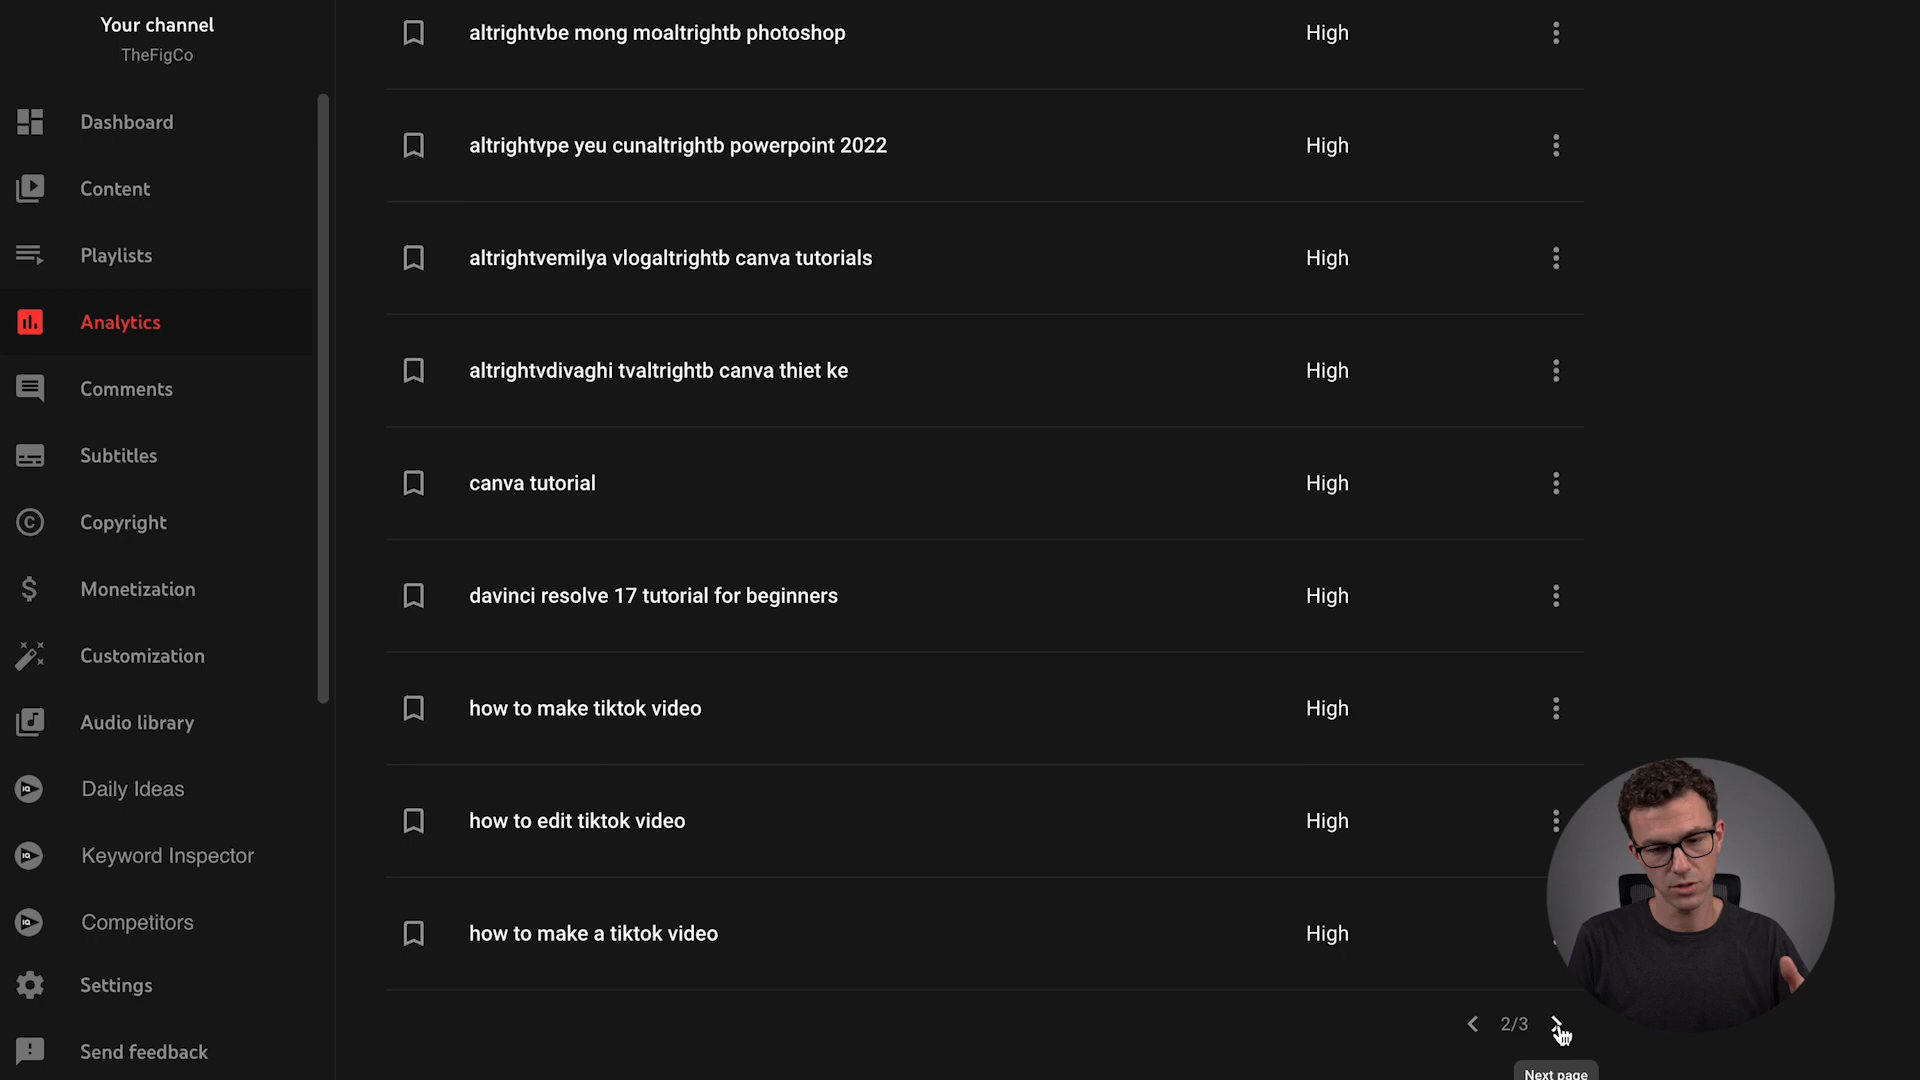 Your channel
TheFigCo
Dashboard
Content
Playlists
Analytics
Comments
Subtitles
Copyright
Monetization
Customization
Audio library
Daily Ideas
Keyword Inspector
Competitors
Settings
Send feedback
altrightvbe mong moaltrightb photoshop High
altrightvpe yeu cunaltrightb powerpoint 2022 High
altrightvemilya vlogaltrightb canva tutorials High
altrightvdivaghi tvaltrightb canva thiet ke High
canva tutorial High
davinci resolve 17 tutorial for beginners High
how to make tiktok video High
how to edit tiktok video High
how to make a tiktok video High
2/3
Next page